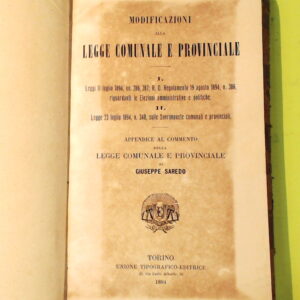 MODIFICAZIONI
ALLA
LEGGE COMUNALE E PROVINCIALE
I.
Leggi 11 luglio 1894, nn. 286, 287; R. D. Regolamento 19 agosto 1894, n. 386,
riguardanti le Elezioni amministrative e politiche.
II.
Legge 23 luglio 1894, n. 340, sulle Sovrimposte comunali e provinciali.
APPENDICE AL COMMENTO
DELLA
LEGGE COMUNALE E PROVINCIALE
DI
GIUSEPPE SAREDO
TORINO
UNIONE TIPOGRAFICO-EDITRICE
1894